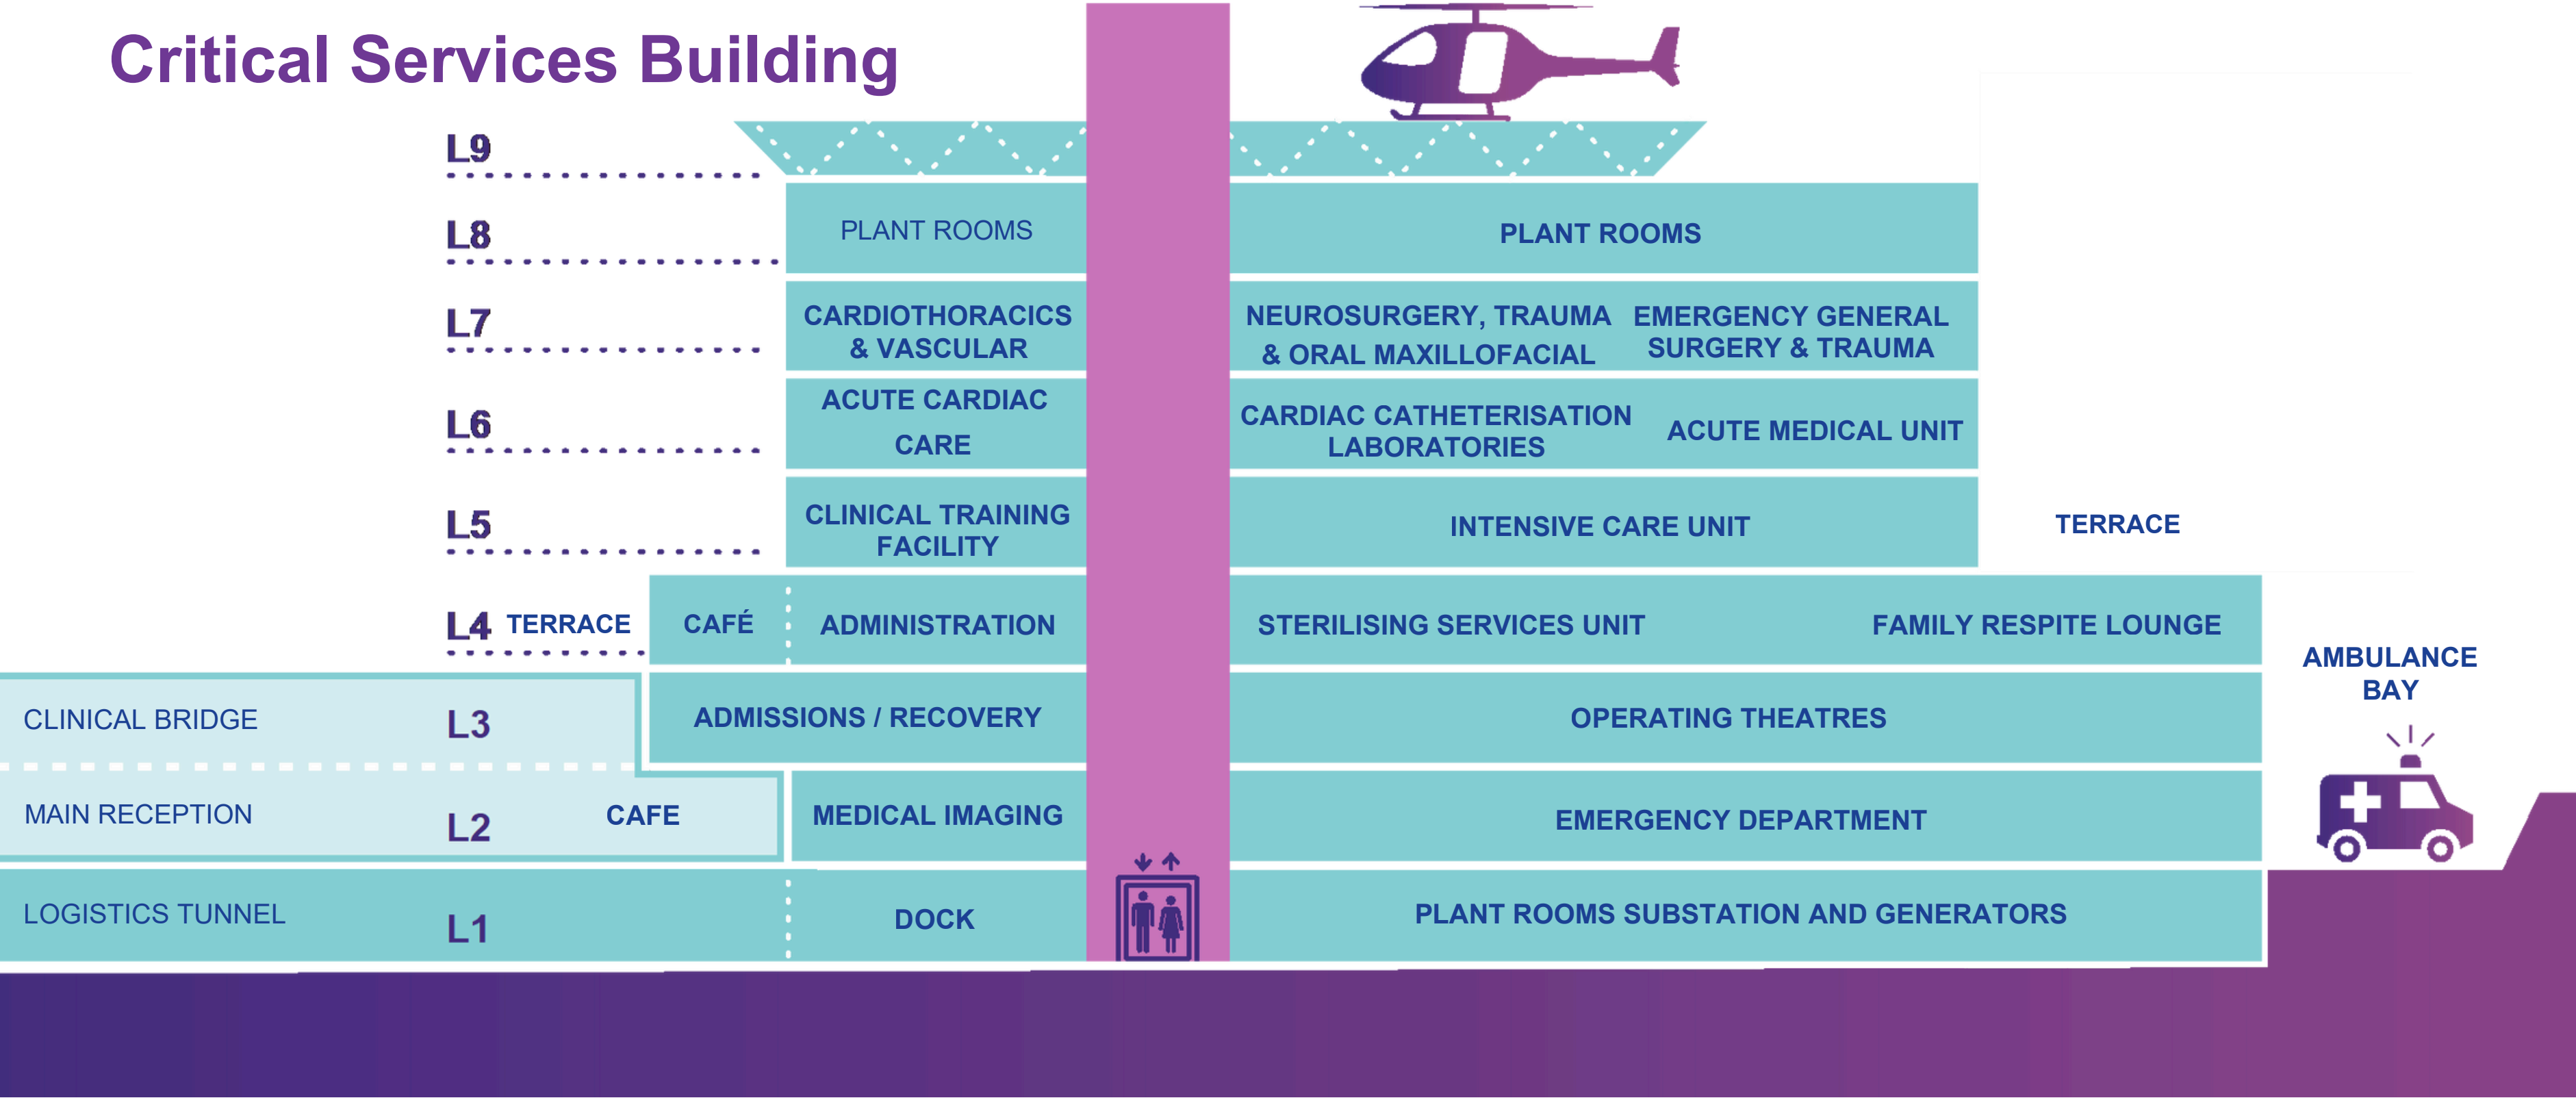 Critical Services Building
L9
L8
PLANT ROOMS
PLANT ROOMS
L7
CARDIOTHORACICS
& VASCULAR
NEUROSURGERY, TRAUMA
& ORAL MAXILLOFACIAL
EMERGENCY GENERAL
SURGERY & TRAUMA
L6
ACUTE CARDIAC
CARE
CARDIAC CATHETERISATION
LABORATORIES
ACUTE MEDICAL UNIT
L5
CLINICAL TRAINING
FACILITY
INTENSIVE CARE UNIT
TERRACE
L4
TERRACE
CAFÉ
ADMINISTRATION
STERILISING SERVICES UNIT
FAMILY RESPITE LOUNGE
AMBULANCE
BAY
CLINICAL BRIDGE
L3
ADMISSIONS / RECOVERY
OPERATING THEATRES
MAIN RECEPTION
L2
CAFE
MEDICAL IMAGING
EMERGENCY DEPARTMENT
LOGISTICS TUNNEL
L1
DOCK
PLANT ROOMS SUBSTATION AND GENERATORS